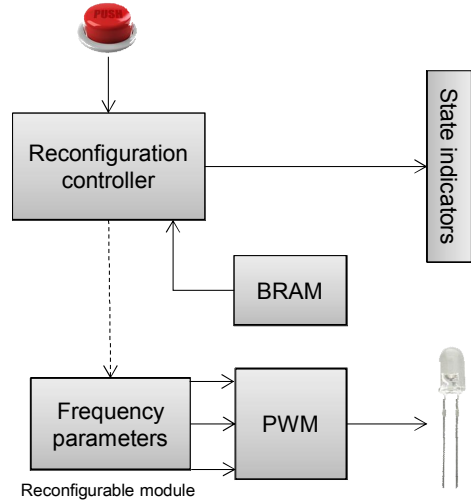 PUSH
Reconfiguration
controller
State indicators
BRAM
Frequency
parameters
PWM
Reconfigurable module